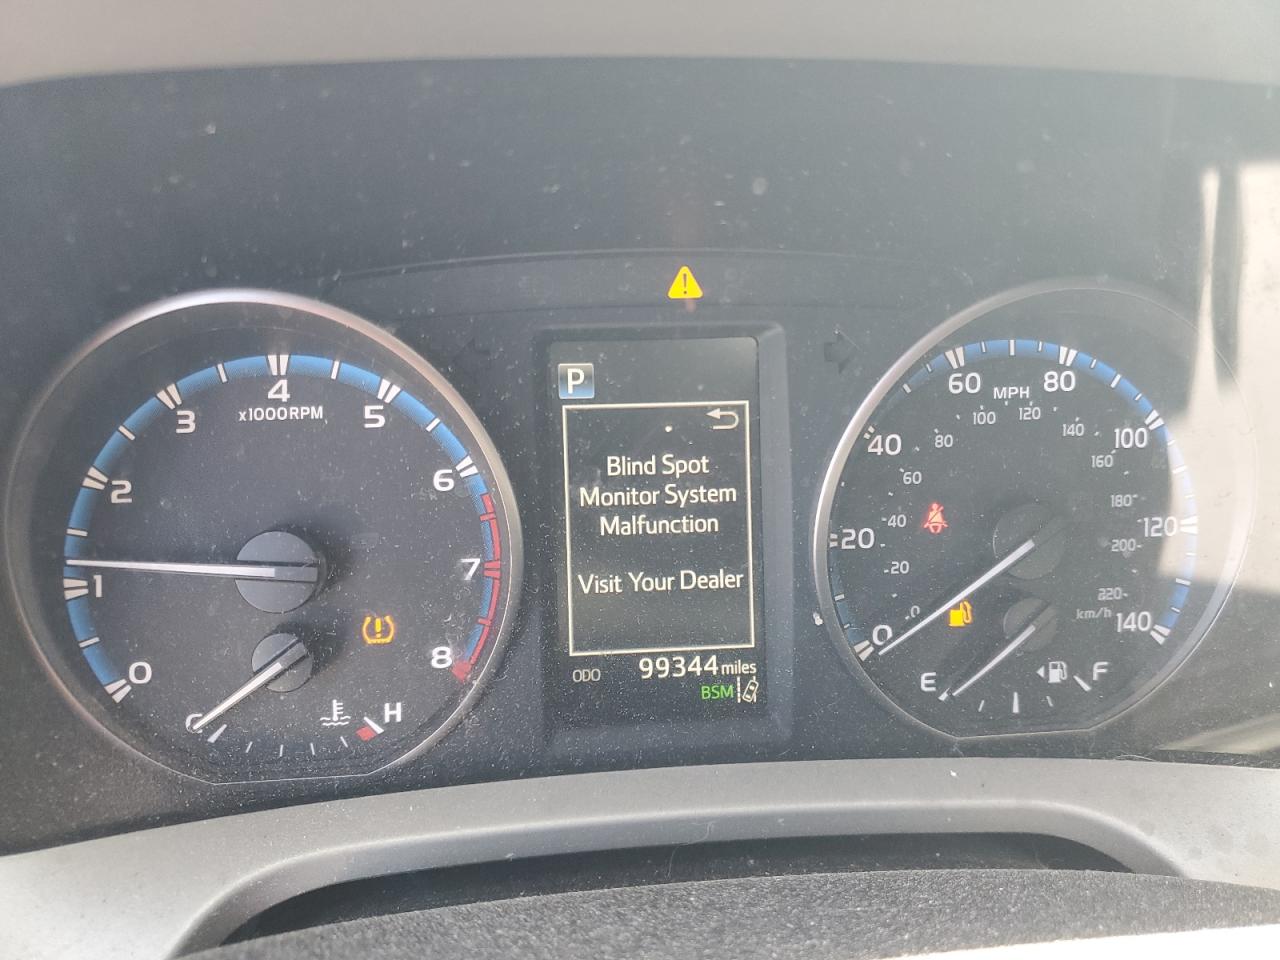 0
1
2
3
4
5
6
7
8
x1000RPM
C
H
P
Blind Spot
Monitor System
Malfunction
Visit Your Dealer
ODO 99344 miles
BSM
0
20
40
60
80
100
120
140
MPH
0
20
40
60
80
100
120
140
160
180
200
220
km/h
E
F